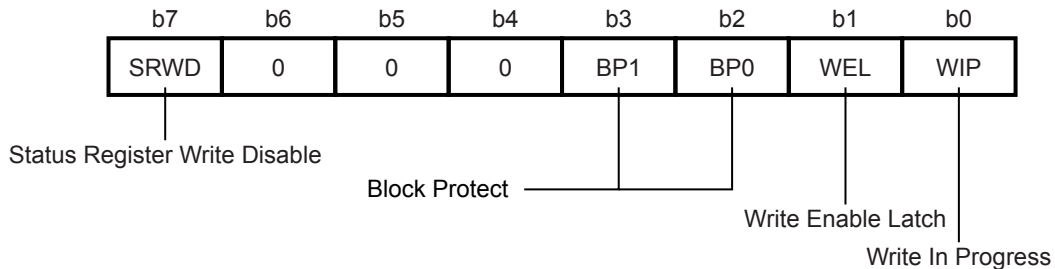 b7 b6 b5 b4 b3 b2 b1 b0
SRWD 0 0 0 BP1 BP0 WEL WIP
Status Register Write Disable
Block Protect
Write Enable Latch
Write In Progress